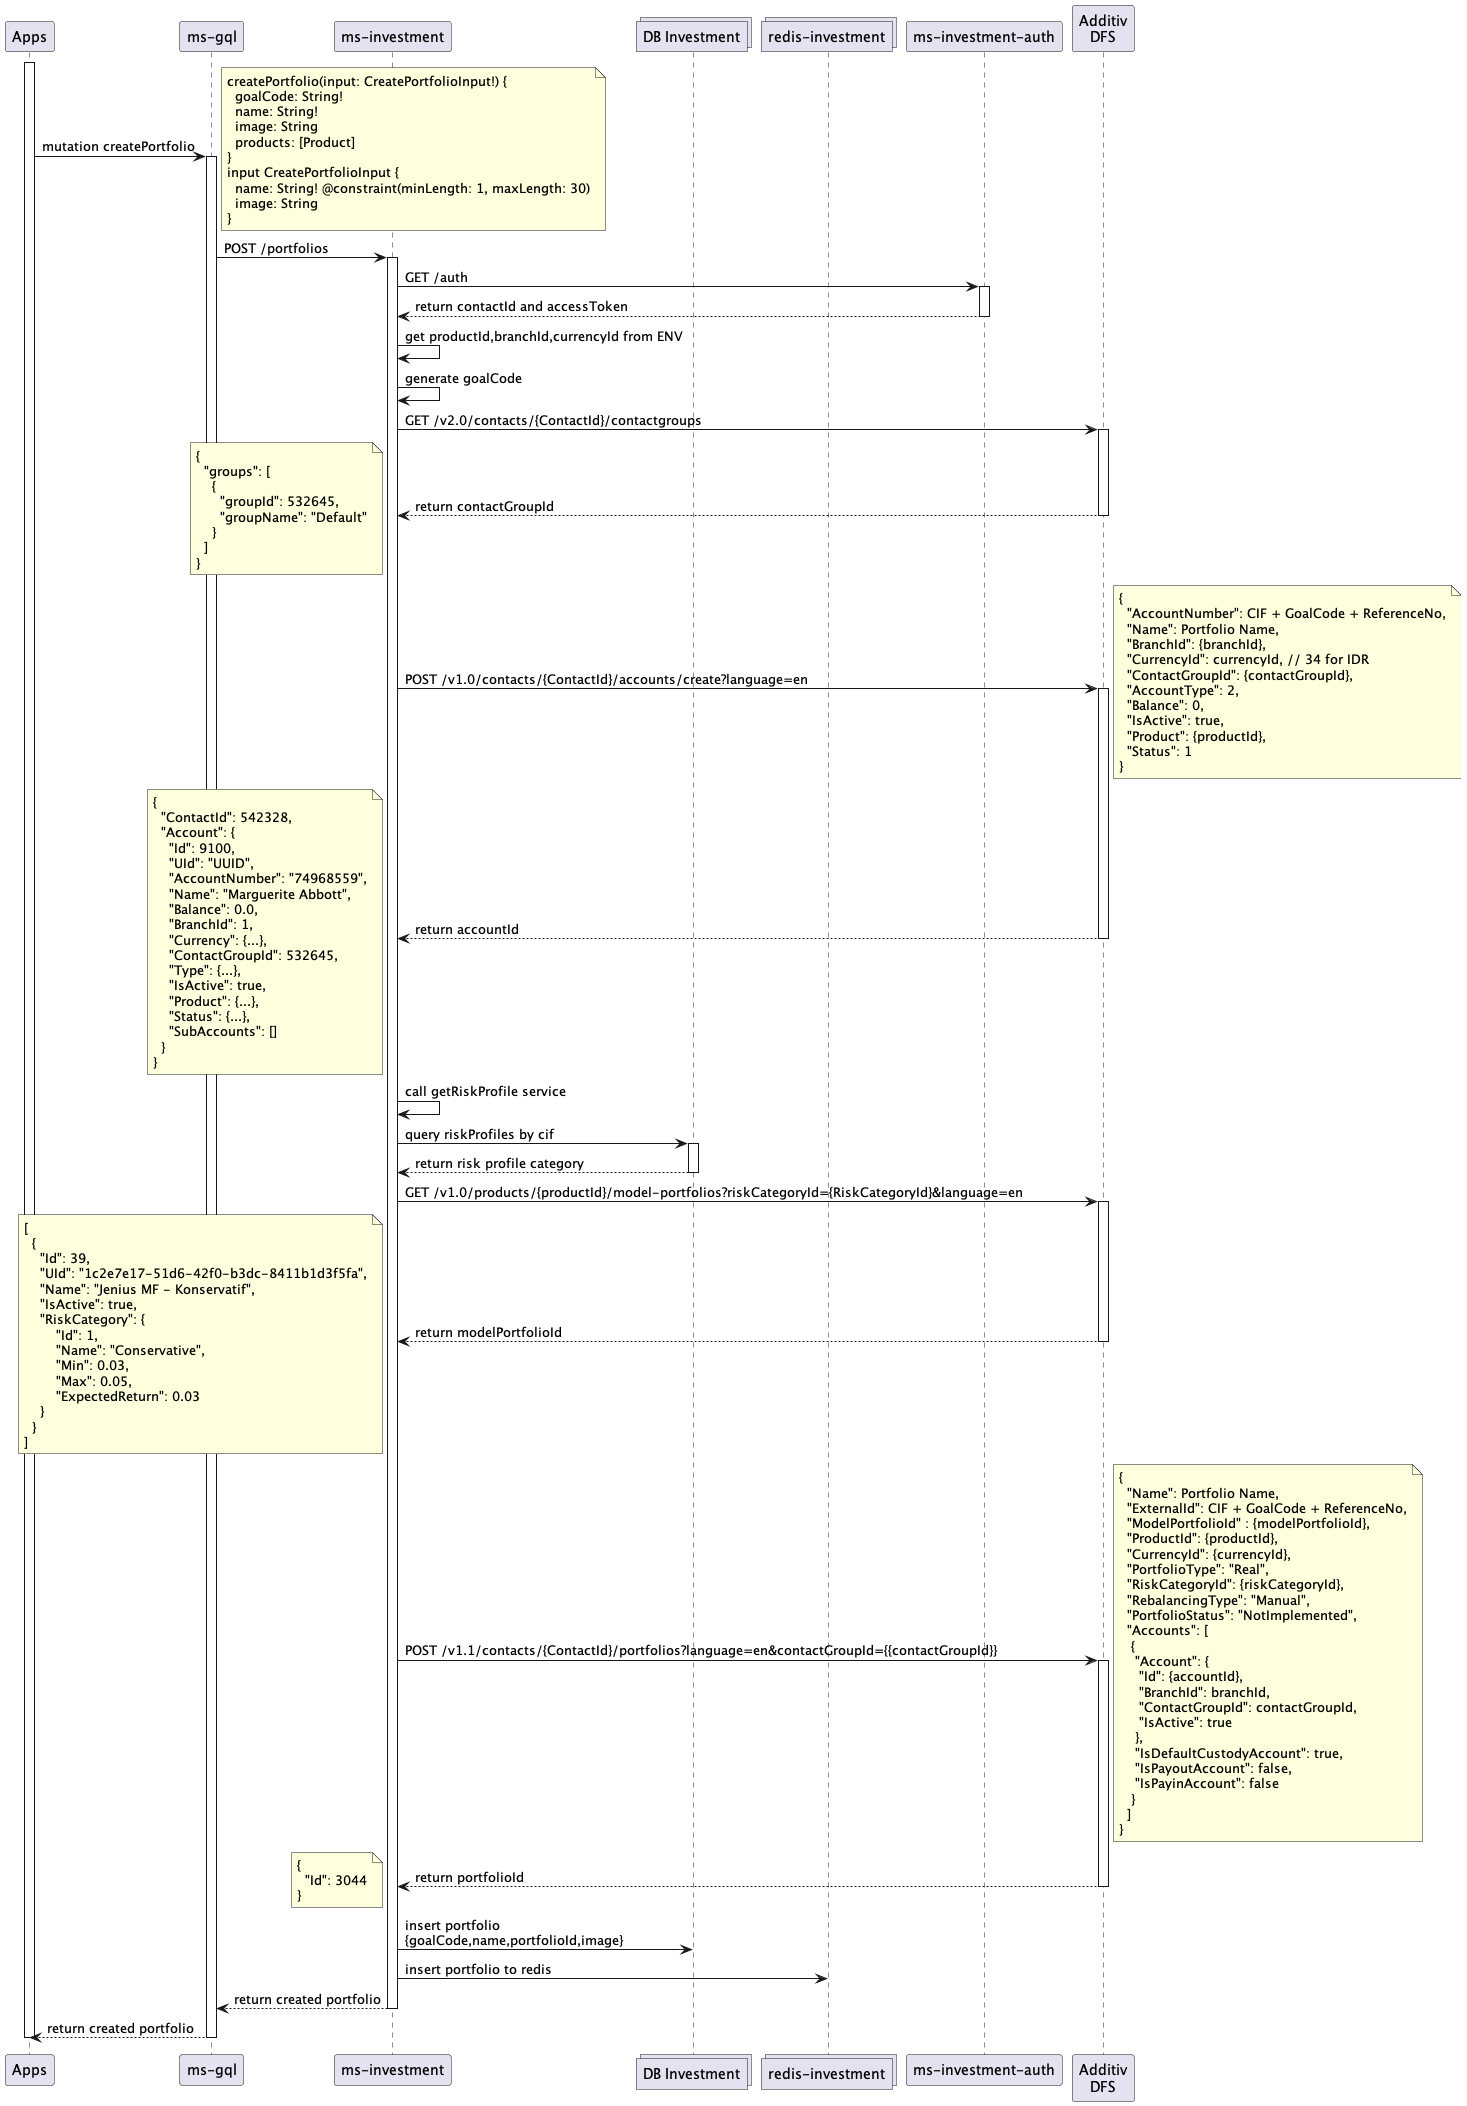 Apps
ms-gql
ms-investment
DB Investment
redis-investment
ms-investment-auth
Additiv
DFS
createPortfolio(input: CreatePortfolioInput!) {
goalCode: String!
name: String!
image: String
products: [Product]
}
input CreatePortfolioInput {
name: String! @constraint(minLength: 1, maxLength: 30)
image: String
}
mutation createPortfolio
POST /portfolios
GET /auth
return contactId and accessToken
get productId,branchId,currencyId from ENV
generate goalCode
GET /v2.0/contacts/{ContactId}/contactgroups
{
"groups": [
{
"groupId": 532645,
"groupName": "Default"
}
]
}
return contactGroupId
{
"AccountNumber": CIF + GoalCode + ReferenceNo,
"Name": Portfolio Name,
"BranchId": {branchId},
"CurrencyId": currencyId, // 34 for IDR
"ContactGroupId": {contactGroupId},
"AccountType": 2,
"Balance": 0,
"IsActive": true,
"Product": {productId},
"Status": 1
}
POST /v1.0/contacts/{ContactId}/accounts/create?language=en
{
"ContactId": 542328,
"Account": {
"Id": 9100,
"UId": "UUID",
"AccountNumber": "74968559",
"Name": "Marguerite Abbott",
"Balance": 0.0,
"BranchId": 1,
"Currency": {...},
"ContactGroupId": 532645,
"Type": {...},
"IsActive": true,
"Product": {...},
"Status": {...},
"SubAccounts": []
}
}
return accountId
call getRiskProfile service
query riskProfiles by cif
return risk profile category
GET /v1.0/products/{productId}/model-portfolios?riskCategoryId={RiskCategoryId}&language=en
[
{
"Id": 39,
"UId": "1c2e7e17-51d6-42f0-b3dc-8411b1d3f5fa",
"Name": "Jenius MF - Konservatif",
"IsActive": true,
"RiskCategory": {
"Id": 1,
"Name": "Conservative",
"Min": 0.03,
"Max": 0.05,
"ExpectedReturn": 0.03
}
}
]
return modelPortfolioId
{
"Name": Portfolio Name,
"ExternalId": CIF + GoalCode + ReferenceNo,
"ModelPortfolioId" : {modelPortfolioId},
"ProductId": {productId},
"CurrencyId": {currencyId},
"PortfolioType": "Real",
"RiskCategoryId": {riskCategoryId},
"RebalancingType": "Manual",
"PortfolioStatus": "NotImplemented",
"Accounts": [
{
"Account": {
"Id": {accountId},
"BranchId": branchId,
"ContactGroupId": contactGroupId,
"IsActive": true
},
"IsDefaultCustodyAccount": true,
"IsPayoutAccount": false,
"IsPayinAccount": false
}
]
}
POST /v1.1/contacts/{ContactId}/portfolios?language=en&contactGroupId={{contactGroupId}}
{
"Id": 3044
}
return portfolioId
insert portfolio
{goalCode,name,portfolioId,image}
insert portfolio to redis
return created portfolio
return created portfolio
Apps
ms-gql
ms-investment
DB Investment
redis-investment
ms-investment-auth
Additiv
DFS